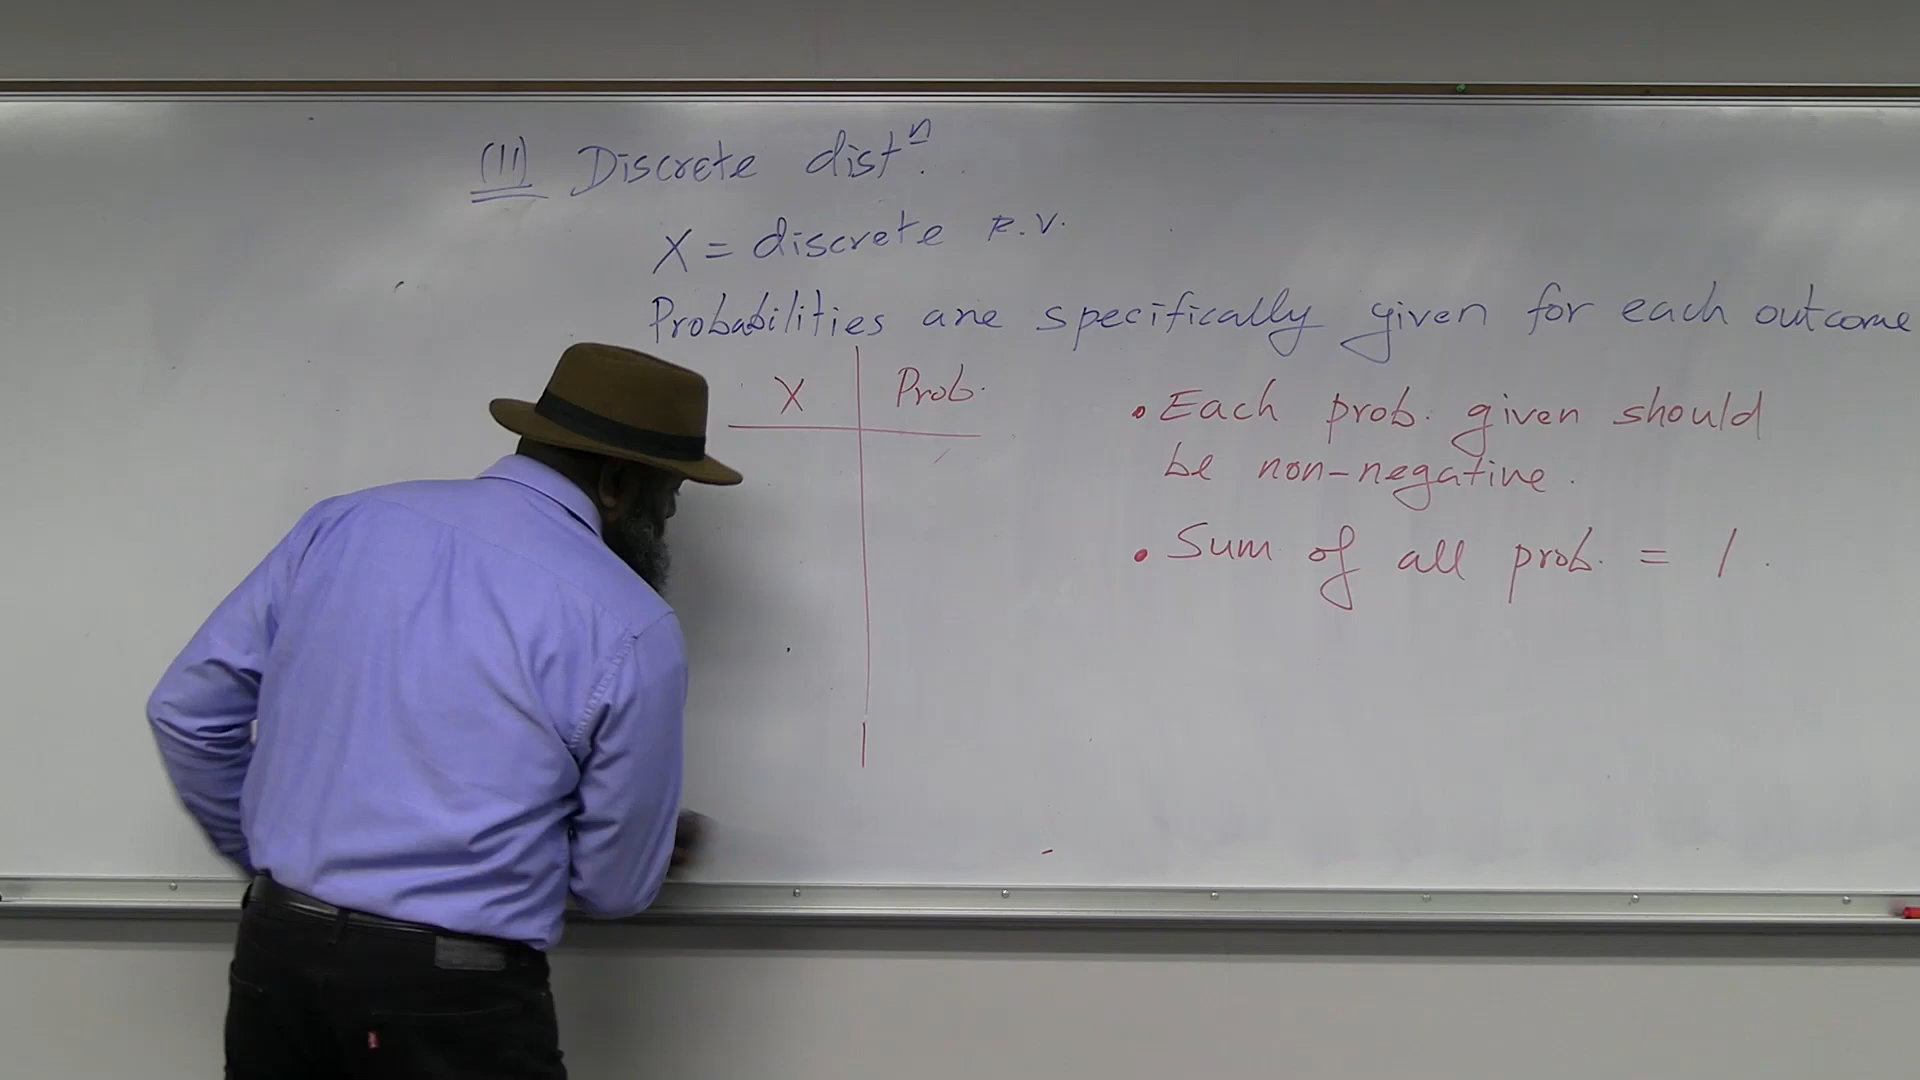 (II) Discrete distⁿ.
X = discrete R.V.
Probabilities are specifically given for each outcome
X Prob.
• Each prob. given should
be non-negative.
• Sum of all prob. = 1.